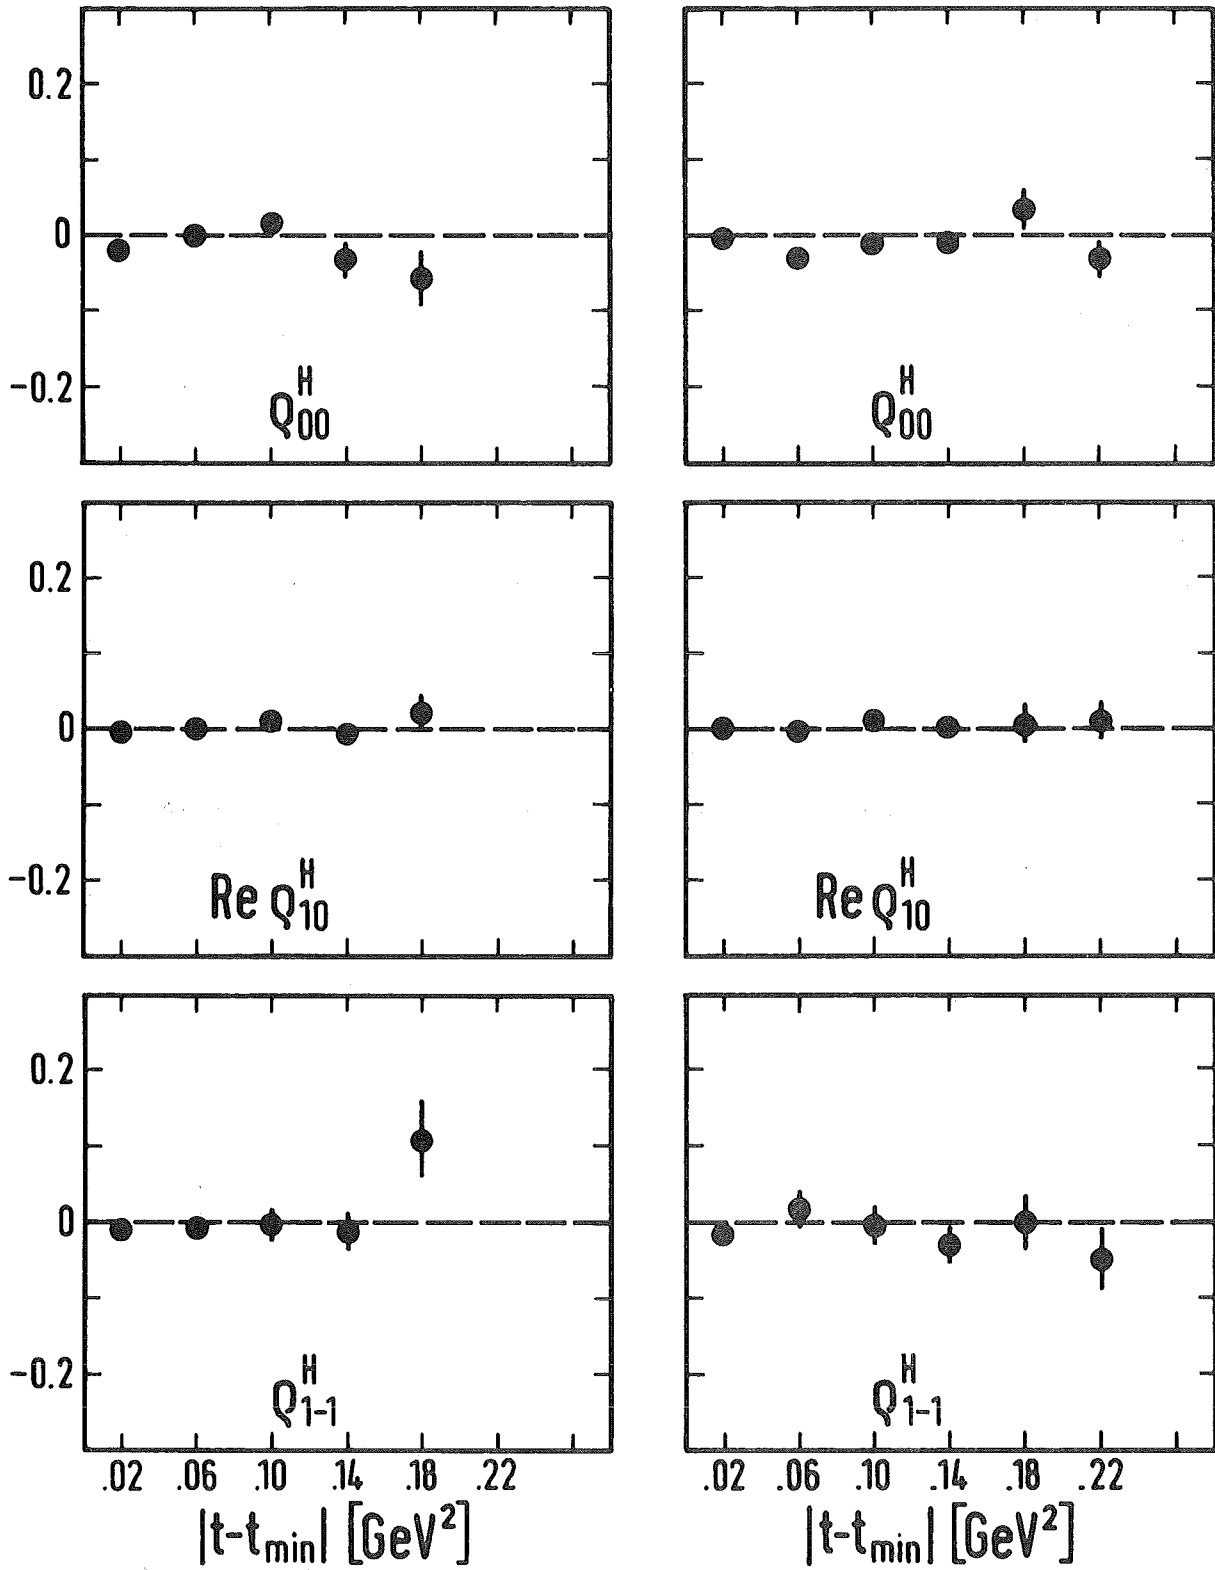 0.2
0
-0.2
Q^H_00
Q^H_00
0.2
0
-0.2
Re Q^H_10
Re Q^H_10
0.2
0
-0.2
Q^H_1-1
Q^H_1-1
.02 .06 .10 .14 .18 .22
.02 .06 .10 .14 .18 .22
|t-t_min| [GeV²]
|t-t_min| [GeV²]